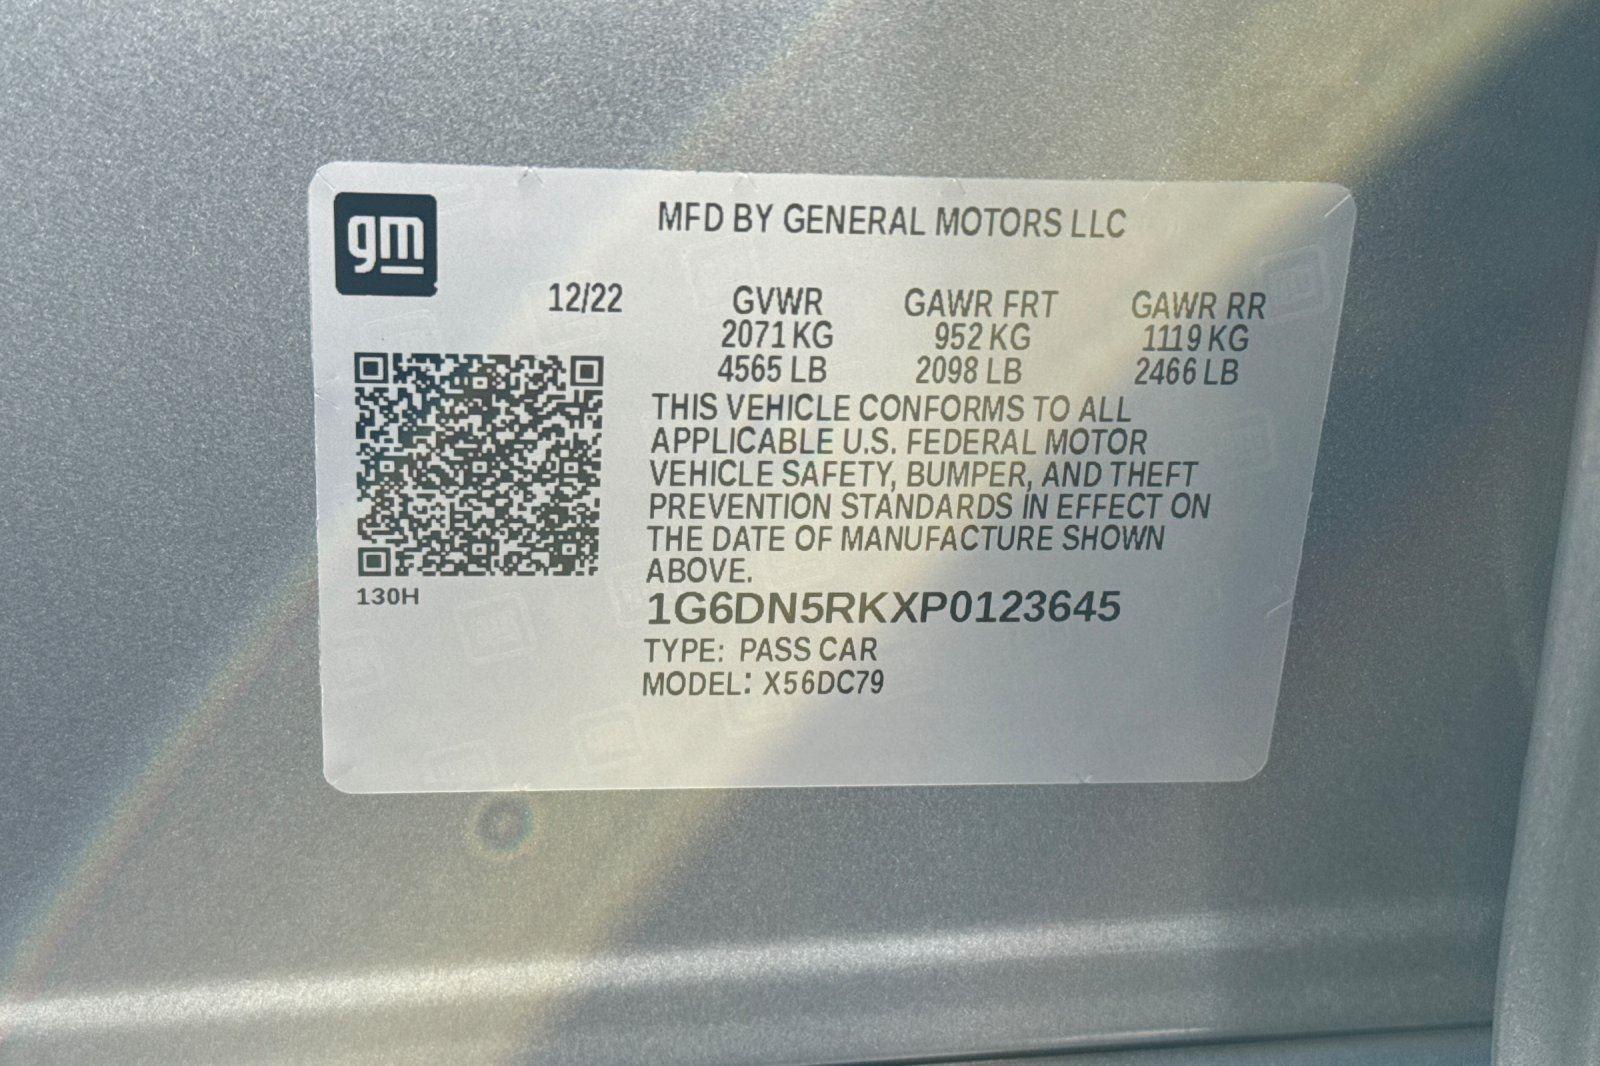 gm
MFD BY GENERAL MOTORS LLC
12/22 GVWR GAWR FRT GAWR RR
2071 KG 952 KG 1119 KG
4565 LB 2098 LB 2466 LB
THIS VEHICLE CONFORMS TO ALL
APPLICABLE U.S. FEDERAL MOTOR
VEHICLE SAFETY, BUMPER, AND THEFT
PREVENTION STANDARDS IN EFFECT ON
THE DATE OF MANUFACTURE SHOWN
ABOVE.
130H
1G6DN5RKXP0123645
TYPE: PASS CAR
MODEL: X56DC79